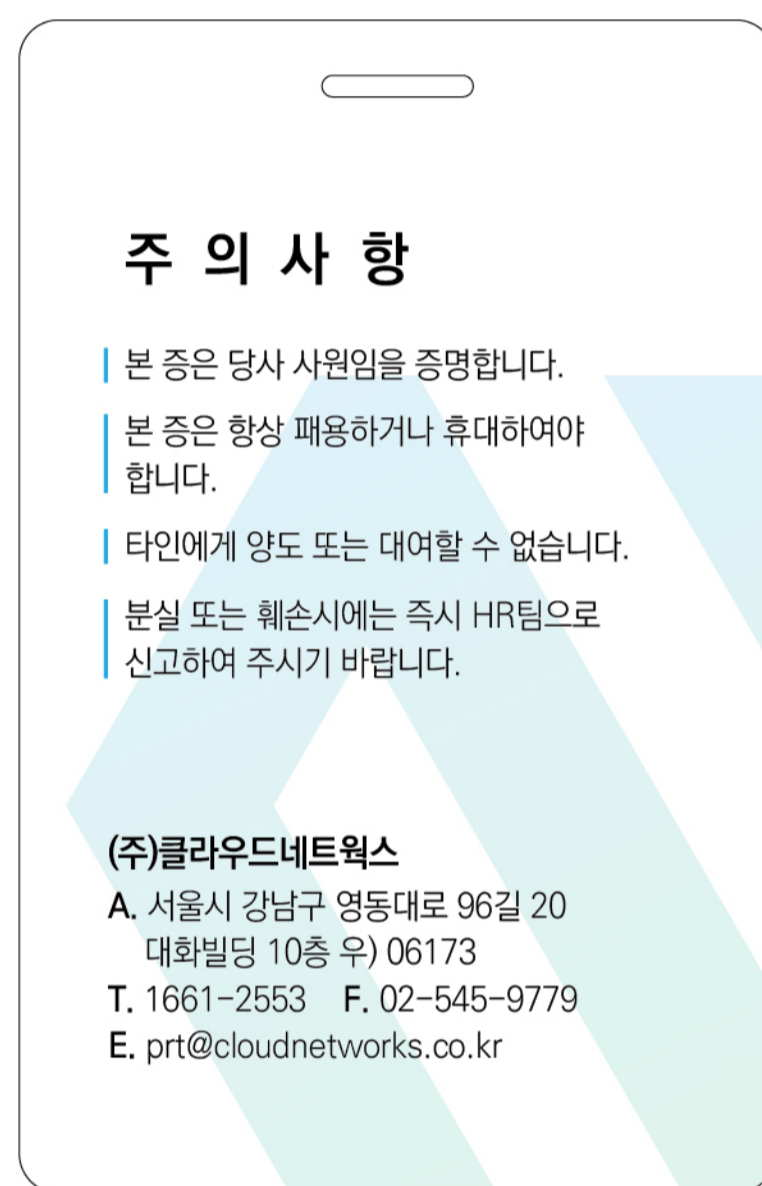 주 의 사 항
본 증은 당사 사원임을 증명합니다.
본 증은 항상 패용하거나 휴대하여야
합니다.
타인에게 양도 또는 대여할 수 없습니다.
분실 또는 훼손시에는 즉시 HR팀으로
신고하여 주시기 바랍니다.
(주)클라우드네트웍스
A. 서울시 강남구 영동대로 96길 20
대화빌딩 10층 우) 06173
T. 1661-2553 F. 02-545-9779
E. prt@cloudnetworks.co.kr